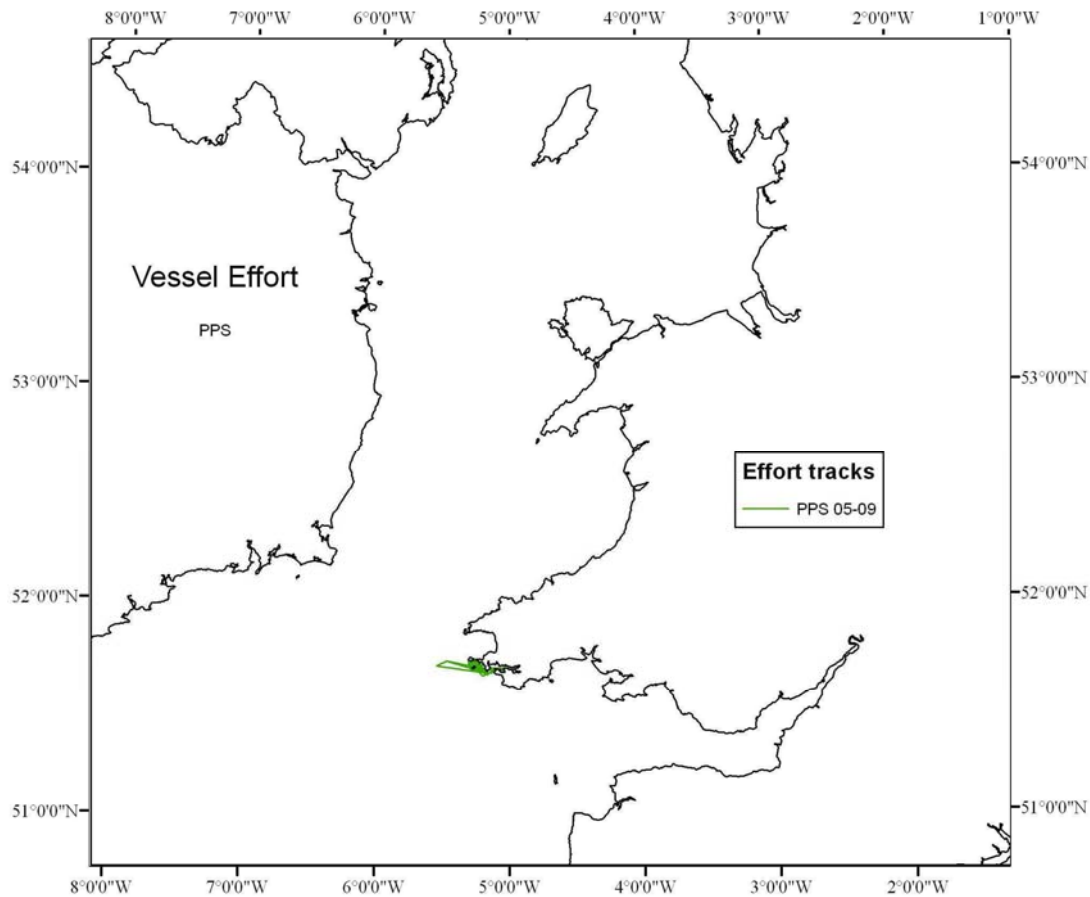 8°0'0"W 7°0'0"W 6°0'0"W 5°0'0"W 4°0'0"W 3°0'0"W 2°0'0"W 1°0'0"W
54°0'0"N 54°0'0"N
Vessel Effort
PPS
53°0'0"N 53°0'0"N
Effort tracks
PPS 05-09
52°0'0"N 52°0'0"N
51°0'0"N 51°0'0"N
8°0'0"W 7°0'0"W 6°0'0"W 5°0'0"W 4°0'0"W 3°0'0"W 2°0'0"W